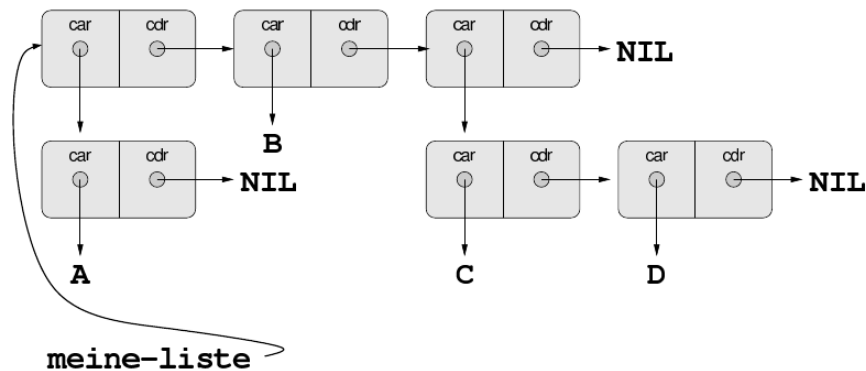 car cdr car cdr car cdr
NIL
B
car cdr car cdr car cdr
NIL NIL
A C D
meine-liste